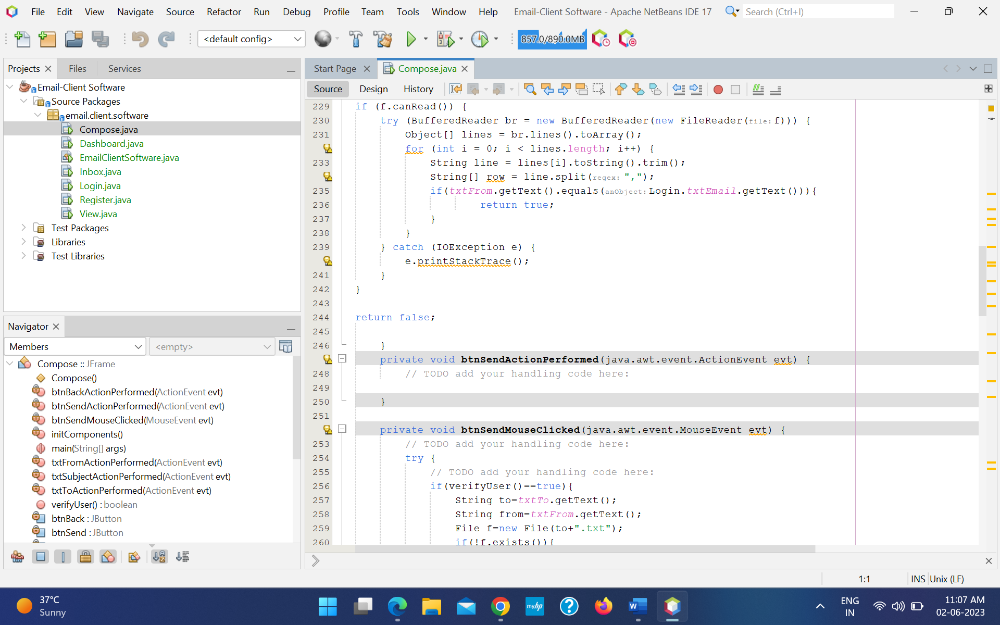 File Edit View Navigate Source Refactor Run Debug Profile Team Tools Window Help Email-Client Software - Apache NetBeans IDE 17 Search (Ctrl+I)
<default config> 857.0/890.0MB
Projects Files Services
Email-Client Software
Source Packages
email.client.software
Compose.java
Dashboard.java
EmailClientSoftware.java
Inbox.java
Login.java
Register.java
View.java
Test Packages
Libraries
Test Libraries
Navigator
Members <empty>
Compose :: JFrame
Compose()
btnBackActionPerformed(ActionEvent evt)
btnSendActionPerformed(ActionEvent evt)
btnSendMouseClicked(MouseEvent evt)
initComponents()
main(String[] args)
txtFromActionPerformed(ActionEvent evt)
txtSubjectActionPerformed(ActionEvent evt)
txtToActionPerformed(ActionEvent evt)
verifyUser() : boolean
btnBack : JButton
btnSend : JButton
Start Page Compose.java
Source Design History
229 if (f.canRead()) {
230 try (BufferedReader br = new BufferedReader(new FileReader(file: f))) {
231 Object[] lines = br.lines().toArray();
for (int i = 0; i < lines.length; i++) {
233 String line = lines[i].toString().trim();
String[] row = line.split(regex: ",");
235 if(txtFrom.getText().equals(anObject: Login.txtEmail.getText())){
236 return true;
237 }
238 }
239 } catch (IOException e) {
e.printStackTrace();
241 }
242 }
243
244 return false;
245
246 }
private void btnSendActionPerformed(java.awt.event.ActionEvent evt) {
248 // TODO add your handling code here:
249
250 }
251
private void btnSendMouseClicked(java.awt.event.MouseEvent evt) {
253 // TODO add your handling code here:
254 try {
255 // TODO add your handling code here:
256 if(verifyUser()==true){
257 String to=txtTo.getText();
258 String from=txtFrom.getText();
259 File f=new File(to+".txt");
260 if(!f.exists()){
1:1 INS Unix (LF)
37°C
Sunny
myhp
ENG
IN
11:07 AM
02-06-2023